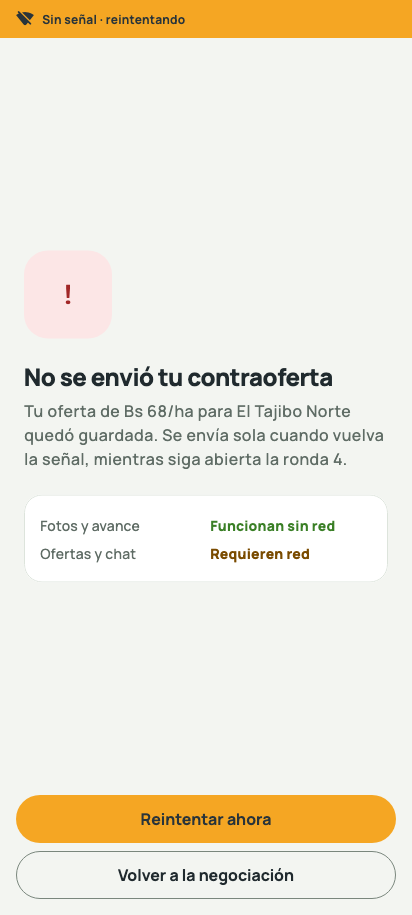 Sin señal · reintentando
!
No se envió tu contraoferta
Tu oferta de Bs 68/ha para El Tajibo Norte
quedó guardada. Se envía sola cuando vuelva
la señal, mientras siga abierta la ronda 4.
Fotos y avance Funcionan sin red
Ofertas y chat Requieren red
Reintentar ahora
Volver a la negociación